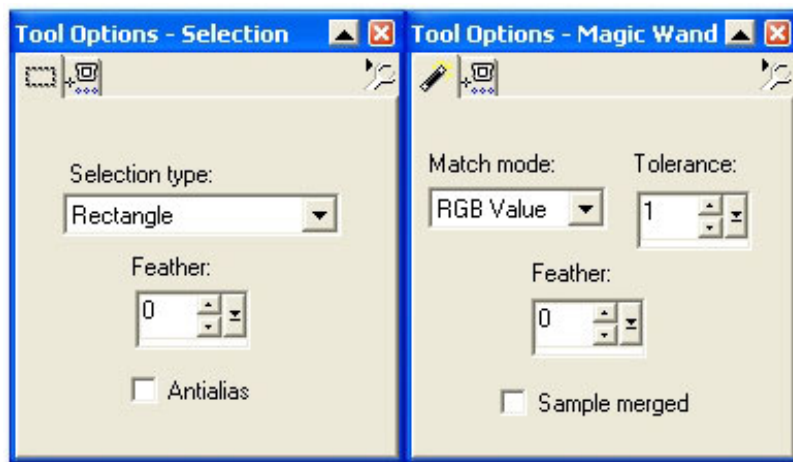 Tool Options - Selection
Selection type:
Rectangle
Feather:
0
Antialias
Tool Options - Magic Wand
Match mode:
Tolerance:
RGB Value
1
Feather:
0
Sample merged